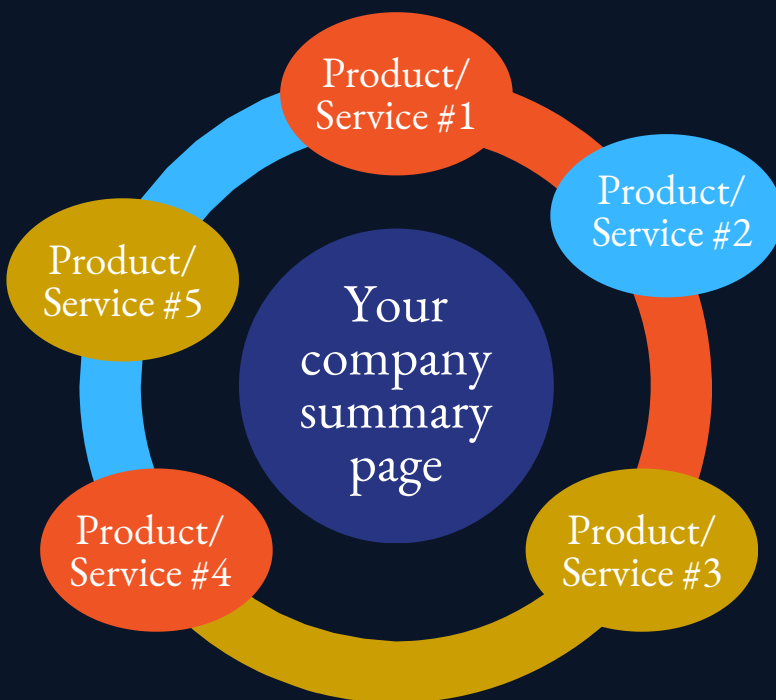 Product/
Service #1
Product/
Service #2
Product/
Service #3
Product/
Service #4
Product/
Service #5
Your
company
summary
page